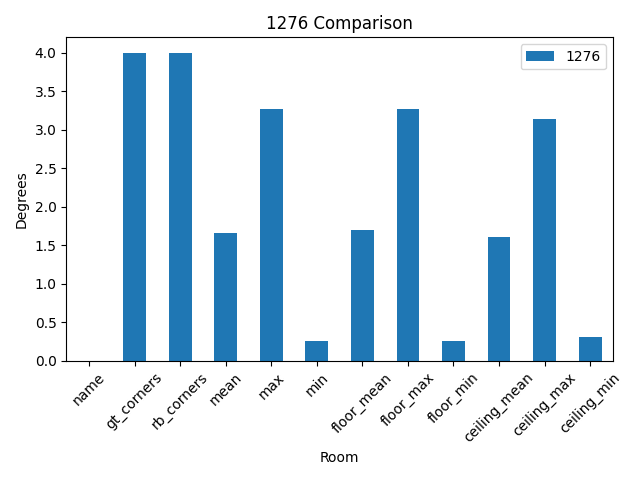 1276 Comparison
1276
Degrees
4.0
3.5
3.0
2.5
2.0
1.5
1.0
0.5
0.0
name
gt_corners
rb_corners
mean
max
min
floor_mean
floor_max
floor_min
ceiling_mean
ceiling_max
ceiling_min
Room